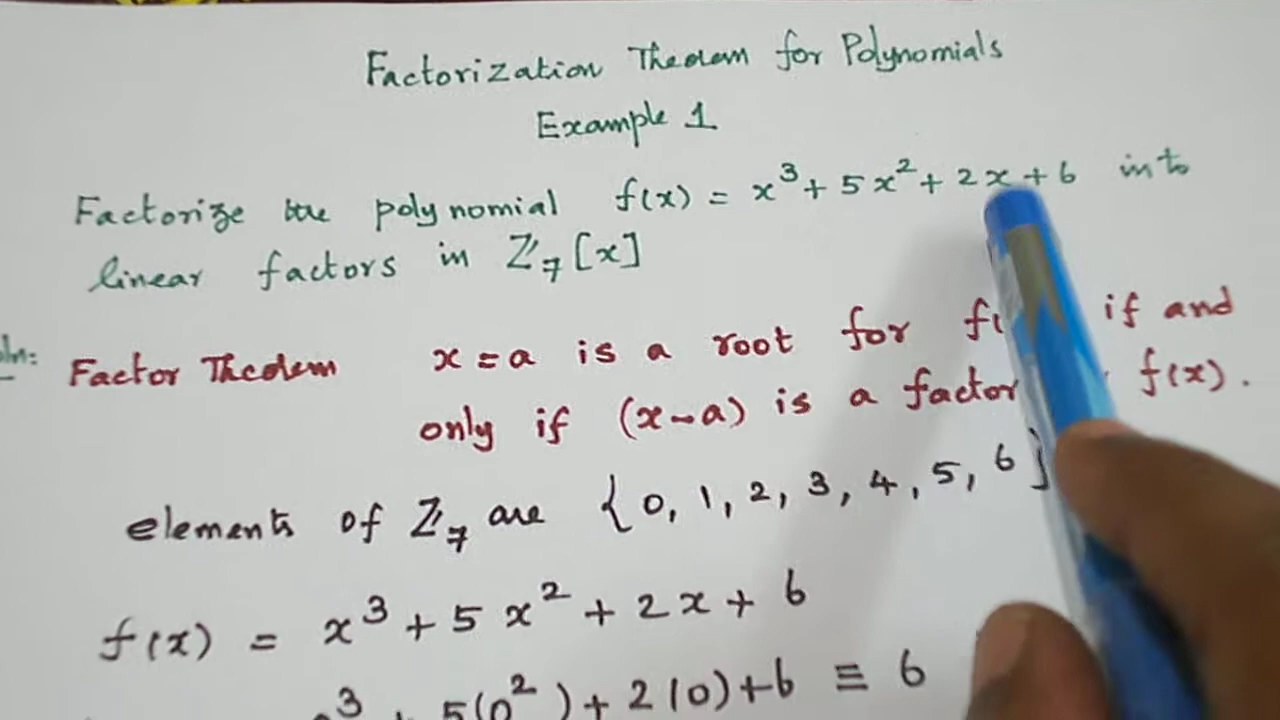 Factorization Theorem for Polynomials
Example 1
Factorize the polynomial f(x) = x³ + 5x² + 2x + 6 into
linear factors in Z₇[x]
oln:
Factor Theorem x = a is a root for f( if and
only if (x-a) is a factor f(x).
elements of Z₇ are {0, 1, 2, 3, 4, 5, 6}
f(x) = x³ + 5x² + 2x + 6
³ + 5(0²) + 2(0)+6 ≡ 6